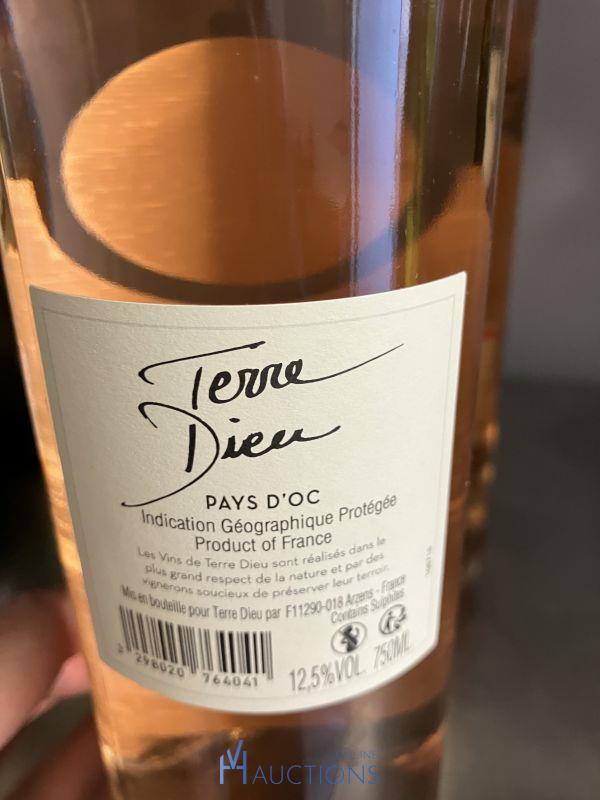 Terre
Dieu
PAYS D'OC
Indication Géographique Protégée
Product of France
Les Vins de Terre Dieu sont réalisés dans le
plus grand respect de la nature et par des
vignerons soucieux de préserver leur terroir.
Mis en bouteille pour Terre Dieu par F11290-018 Arzens - France
Contains Sulphites
3 298020 764041
12,5%VOL. 750ML
AUCTIONS